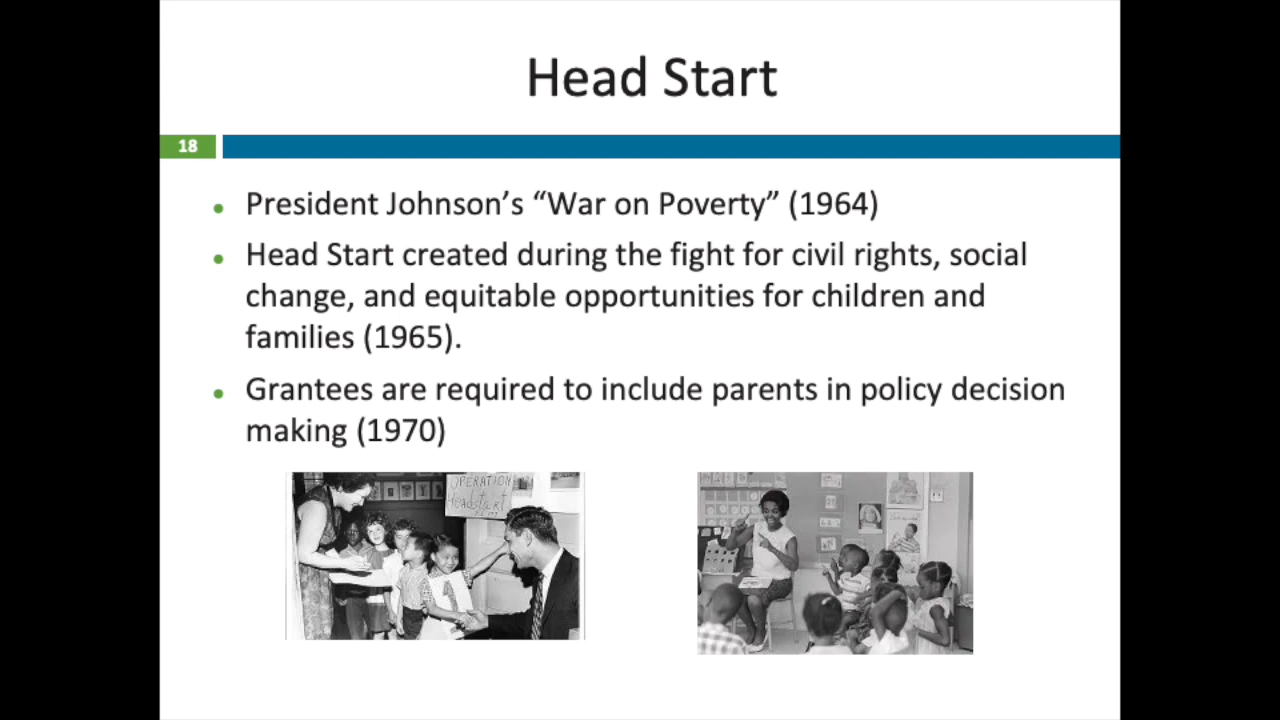 Head Start
18
President Johnson’s “War on Poverty” (1964)
Head Start created during the fight for civil rights, social
change, and equitable opportunities for children and
families (1965).
Grantees are required to include parents in policy decision
making (1970)
OPERATION
Headstart